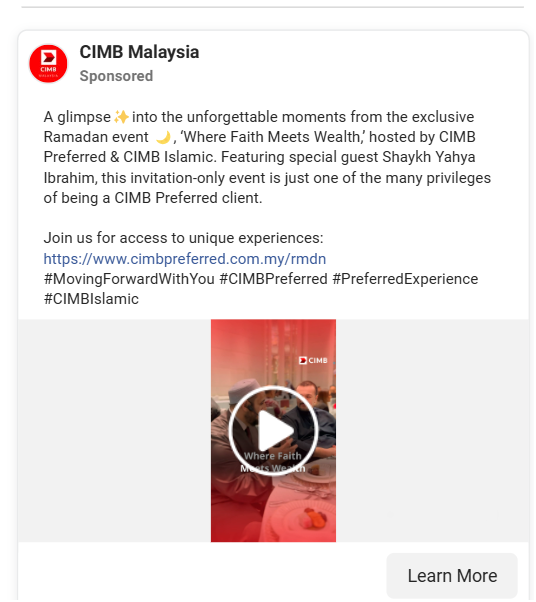 CIMB Malaysia
Sponsored
A glimpse✨into the unforgettable moments from the exclusive
Ramadan event 🌙, ‘Where Faith Meets Wealth,’ hosted by CIMB
Preferred & CIMB Islamic. Featuring special guest Shaykh Yahya
Ibrahim, this invitation-only event is just one of the many privileges
of being a CIMB Preferred client.
Join us for access to unique experiences:
https://www.cimbpreferred.com.my/rmdn
#MovingForwardWithYou #CIMBPreferred #PreferredExperience
#CIMBIslamic
CIMB
CIMB
Where Faith
Meets Wealth
Learn More